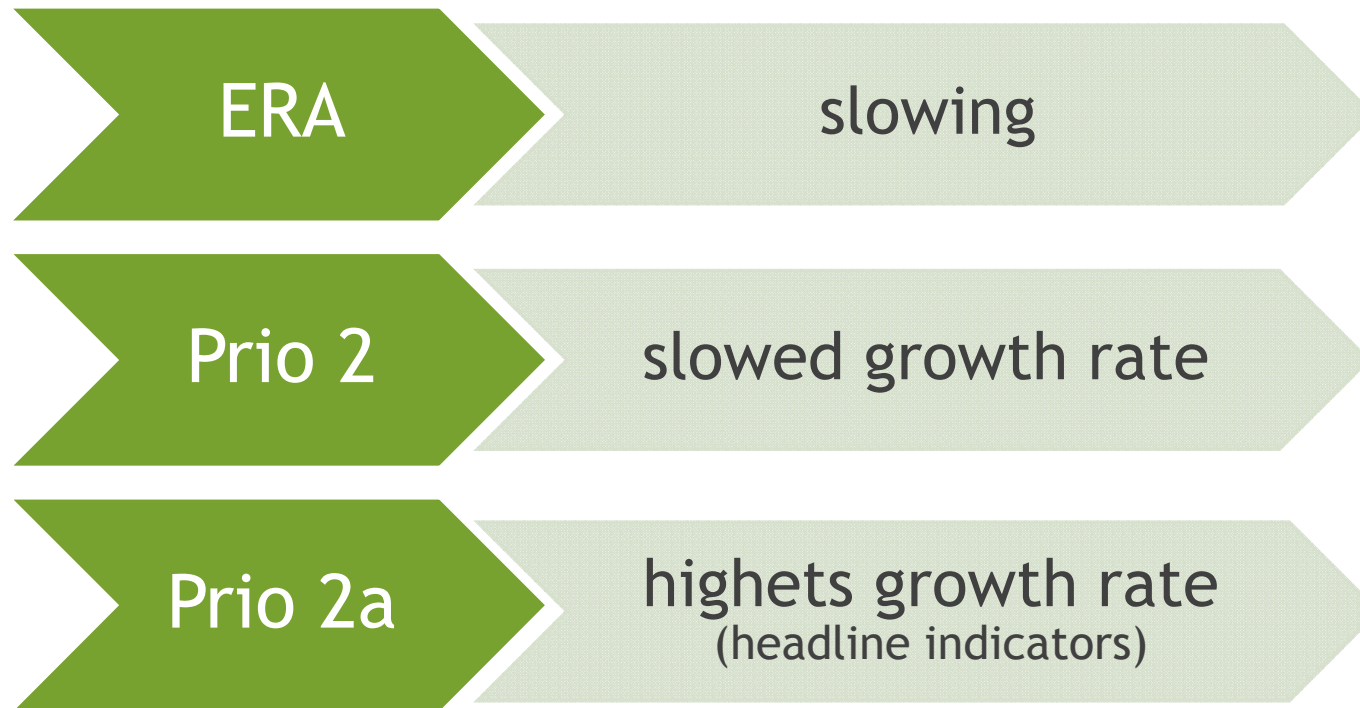 ERA
slowing
Prio 2
slowed growth rate
Prio 2a
highets growth rate
(headline indicators)